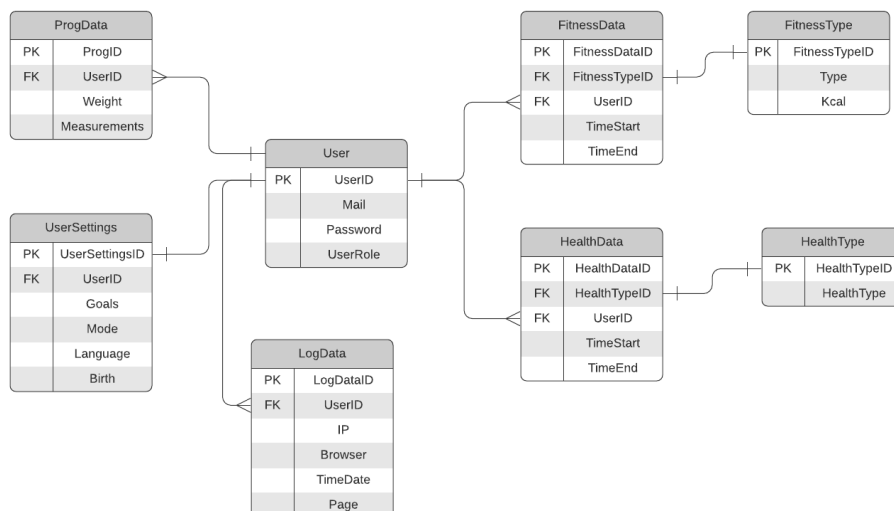 ProgData
PK ProgID
FK UserID
Weight
Measurements
UserSettings
PK UserSettingsID
FK UserID
Goals
Mode
Language
Birth
User
PK UserID
Mail
Password
UserRole
LogData
PK LogDataID
FK UserID
IP
Browser
TimeDate
Page
FitnessData
PK FitnessDataID
FK FitnessTypeID
FK UserID
TimeStart
TimeEnd
HealthData
PK HealthDataID
FK HealthTypeID
FK UserID
TimeStart
TimeEnd
FitnessType
PK FitnessTypeID
Type
Kcal
HealthType
PK HealthTypeID
HealthType